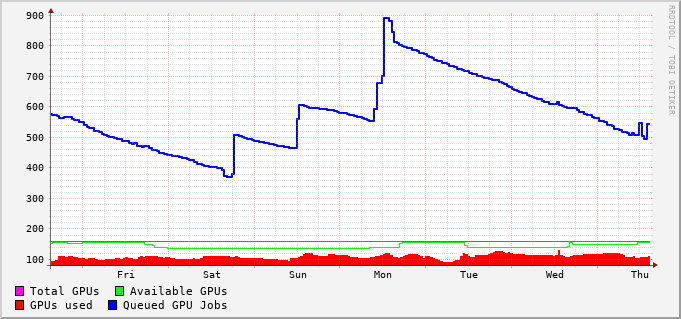 900
800
700
600
500
400
300
200
100
Fri Sat Sun Mon Tue Wed Thu
Total GPUs Available GPUs
GPUs used Queued GPU Jobs
RRDTOOL / TOBI OETIKER